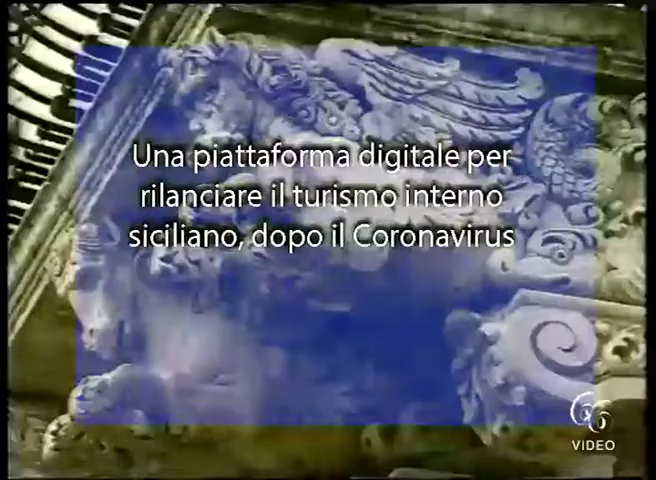 Una piattaforma digitale per
rilanciare il turismo interno
siciliano, dopo il Coronavirus
VIDEO